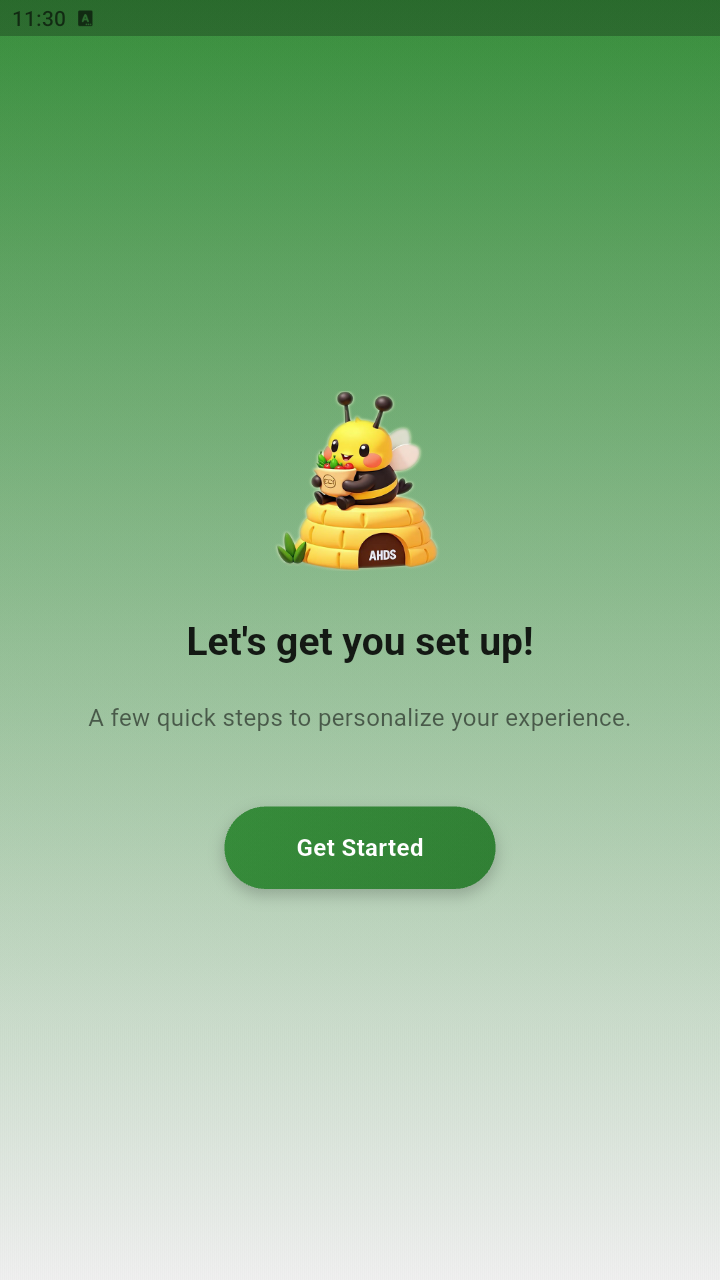 11:30
AHDS
Let's get you set up!
A few quick steps to personalize your experience.
Get Started